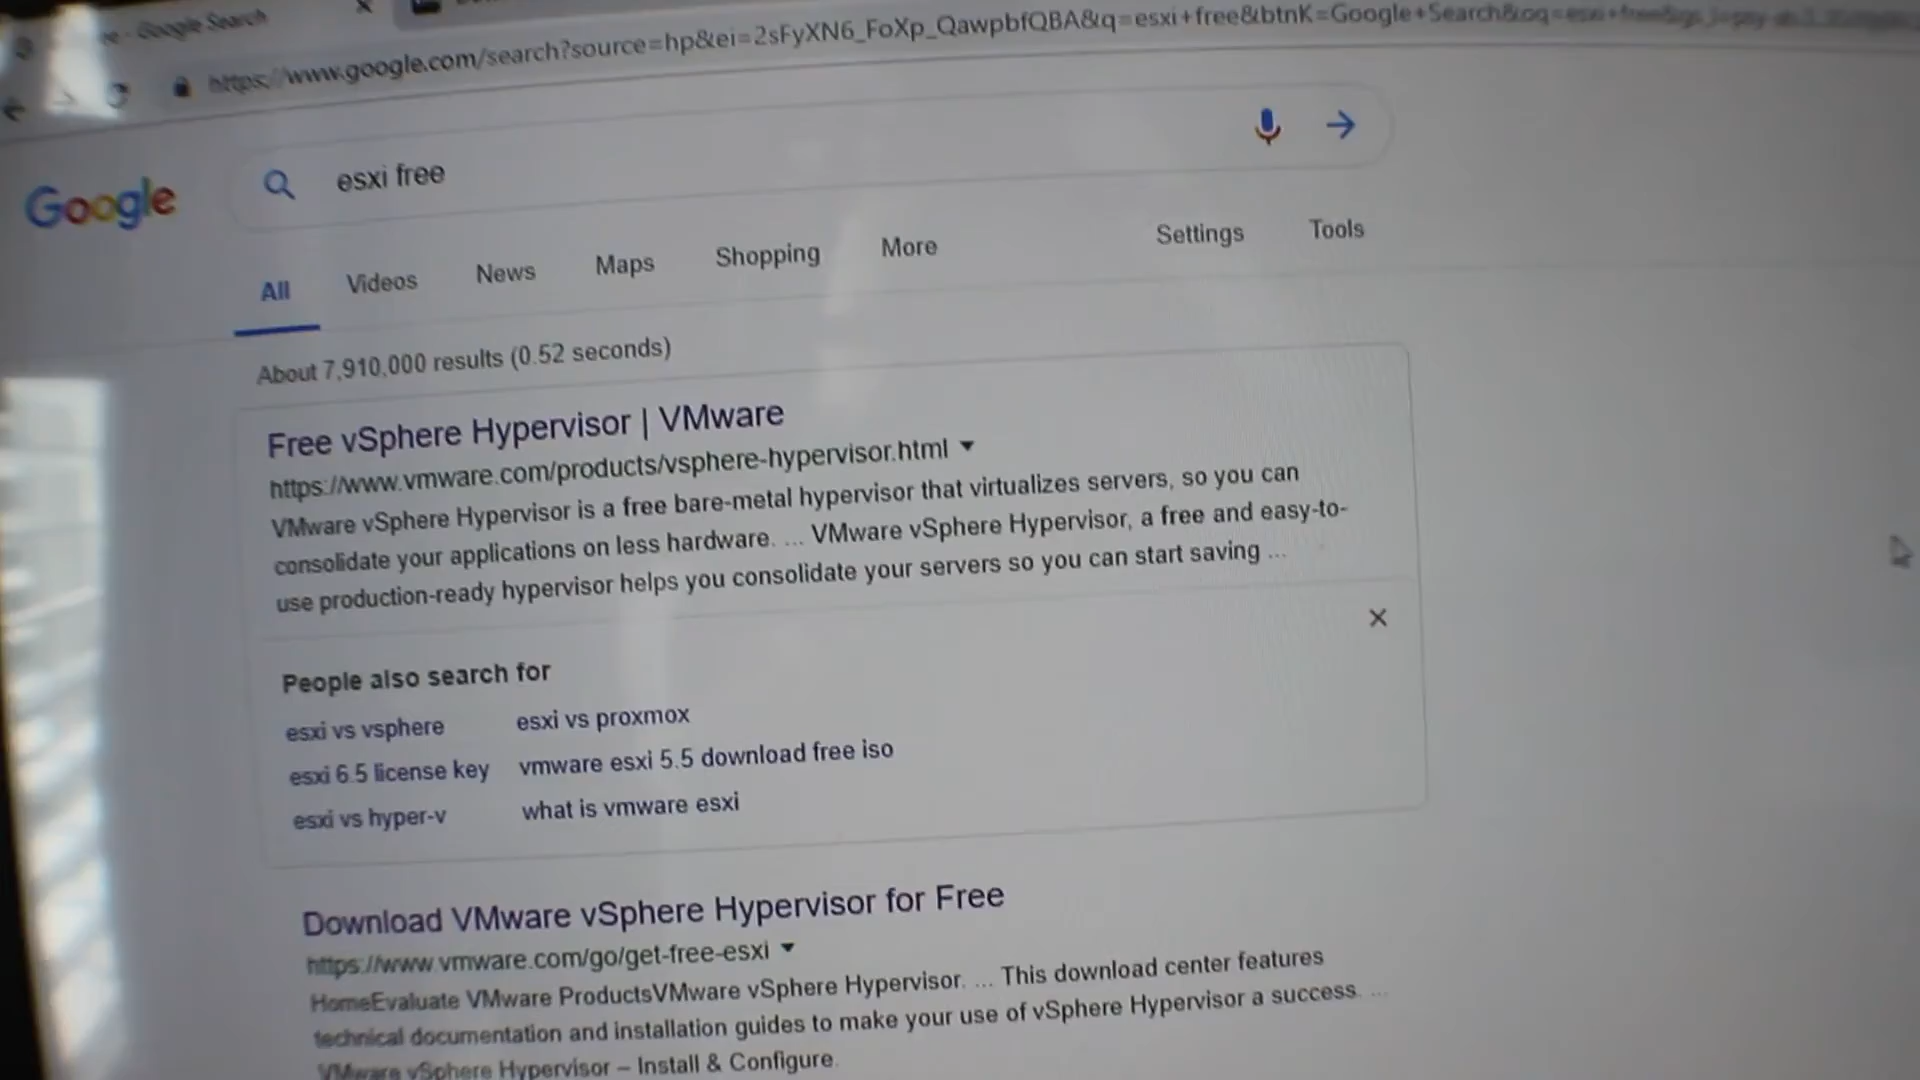 Google Search
https://www.google.com/search?source=hp&ei=2sFyXN6_FoXp_QawpbfQBA&q=esxi+free&btnK=Google+Search&oq=esxi+free
Google
esxi free
All Videos News Maps Shopping More Settings Tools
About 7,910,000 results (0.52 seconds)
Free vSphere Hypervisor | VMware
https://www.vmware.com/products/vsphere-hypervisor.html
VMware vSphere Hypervisor is a free bare-metal hypervisor that virtualizes servers, so you can
consolidate your applications on less hardware. ... VMware vSphere Hypervisor, a free and easy-to-
use production-ready hypervisor helps you consolidate your servers so you can start saving ...
People also search for
esxi vs vsphere esxi vs proxmox
esxi 6.5 license key vmware esxi 5.5 download free iso
esxi vs hyper-v what is vmware esxi
Download VMware vSphere Hypervisor for Free
https://www.vmware.com/go/get-free-esxi
HomeEvaluate VMware ProductsVMware vSphere Hypervisor. ... This download center features
technical documentation and installation guides to make your use of vSphere Hypervisor a success. ...
VMware vSphere Hypervisor – Install & Configure.